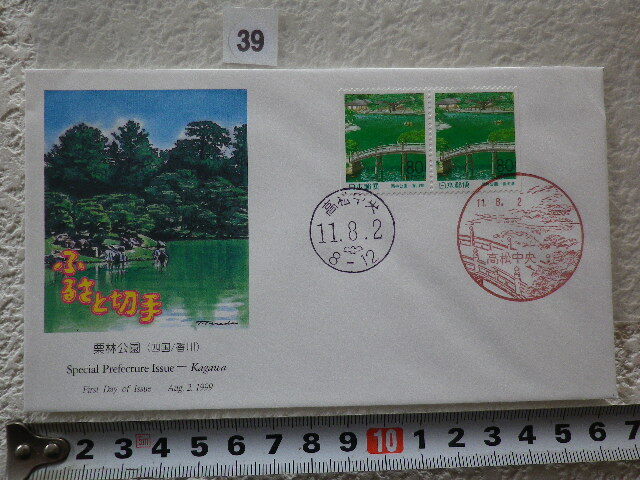 39
80
日本郵便
80
日本郵便
高松中央
11.8.2
8-12
11.8.2
高松中央
ふるさと切手
栗林公園(四国/香川)
Special Prefecture Issue — Kagawa
First Day of Issue Aug. 2, 1999
1 2 3 4 5 6 7 8 9 10 1 2 3 4 5 6 7